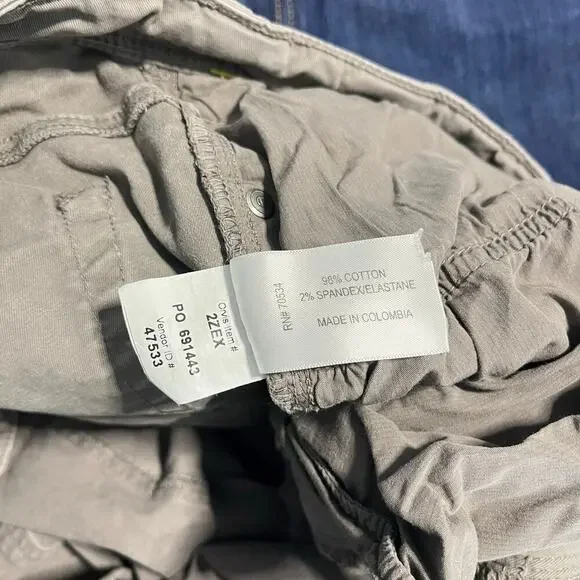 98% COTTON
2% SPANDEX/ELASTANE
MADE IN COLOMBIA
RN# 70534
Orvis Item #
2ZEX
PO 691443
Vendor ID #
47533